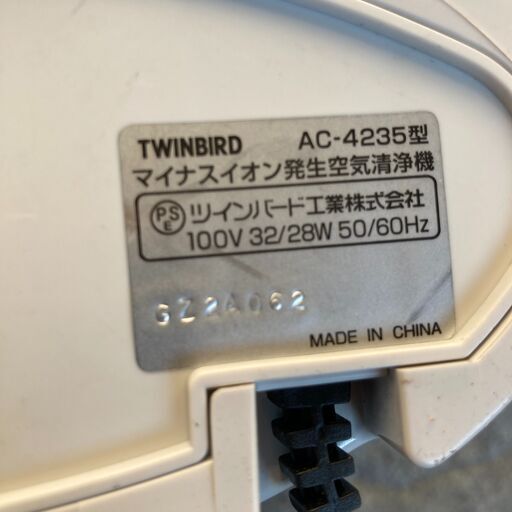 TWINBIRD AC-4235型
マイナスイオン発生空気清浄機
PSE ツインバード工業株式会社
100V 32/28W 50/60Hz
GZ2A062
MADE IN CHINA